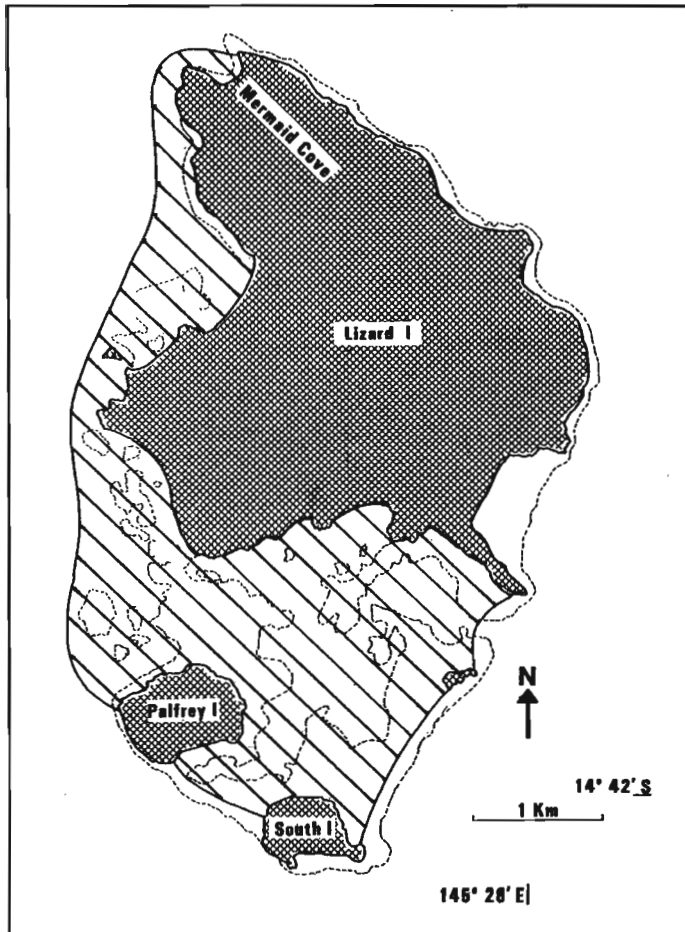 Mermaid Cove
Lizard I
Palfrey I
N
14° 42' S
1 Km
South I
145° 28' E